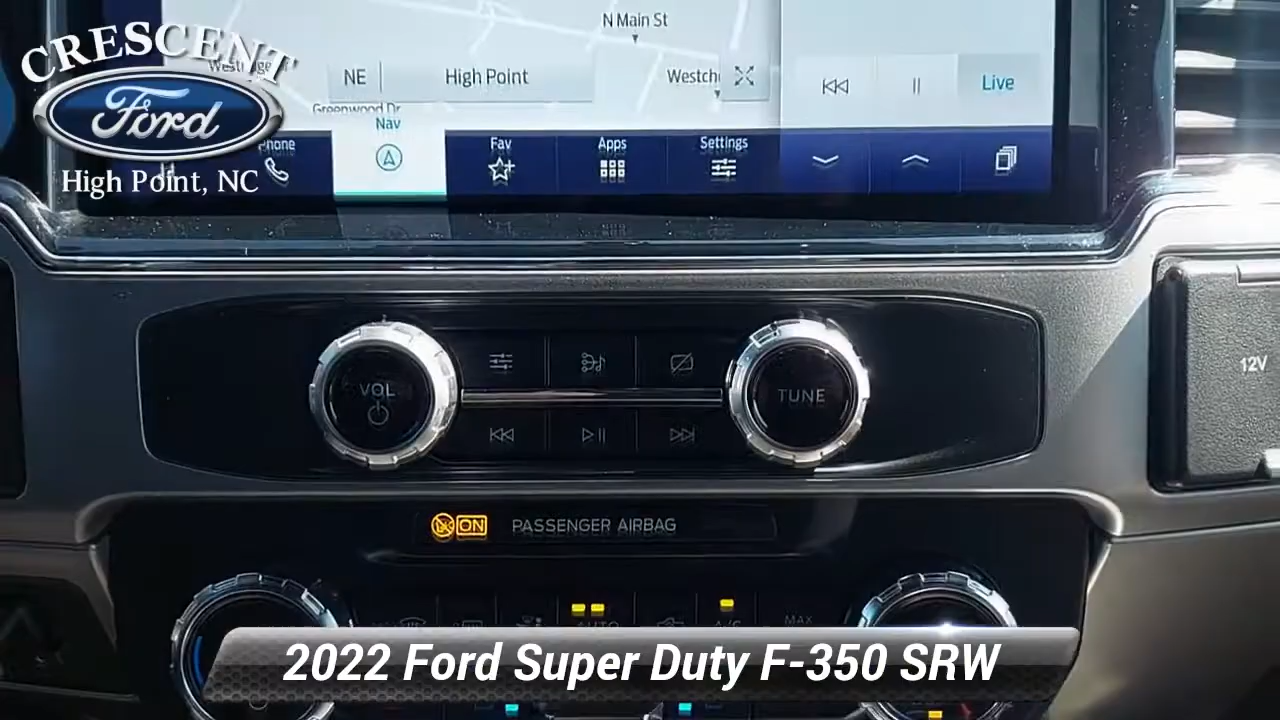 CRESCENT
Ford
High Point, NC
N Main St
NE
High Point
Westch
Greenwood Dr
Live
Phone
Nav
Fav
Apps
Settings
VOL
TUNE
12V
ON
PASSENGER AIRBAG
AUTO
A/C
MAX
2022 Ford Super Duty F-350 SRW